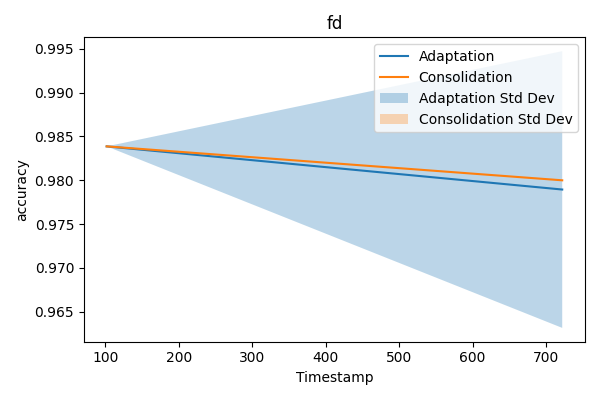 fd
0.995
0.990
0.985
0.980
0.975
0.970
0.965
accuracy
Adaptation
Consolidation
Adaptation Std Dev
Consolidation Std Dev
100 200 300 400 500 600 700
Timestamp